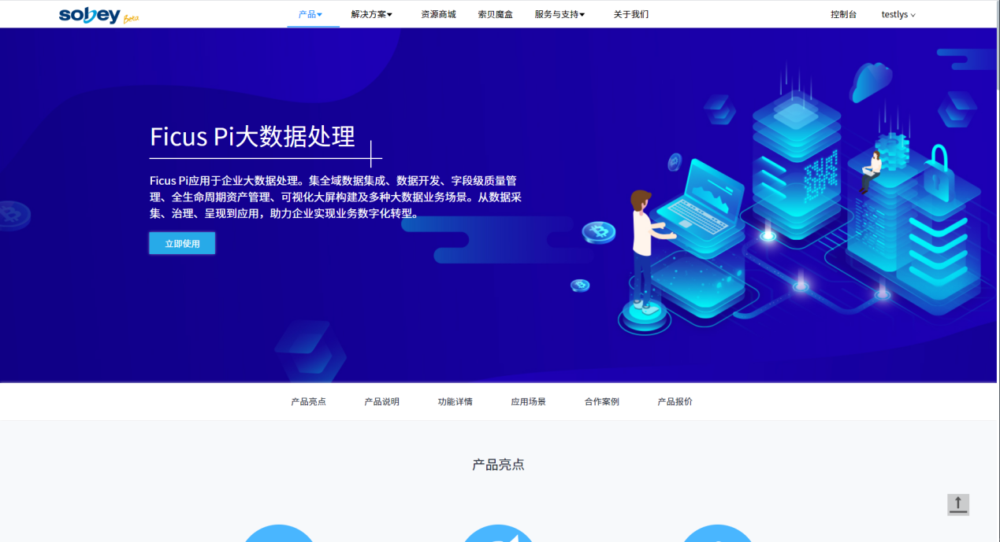 sobey Beta
产品▾ 解决方案▾ 资源商城 索贝魔盒 服务与支持▾ 关于我们 控制台 testlys
Ficus Pi大数据处理
Ficus Pi应用于企业大数据处理。集全域数据集成、数据开发、字段级质量管
理、全生命周期资产管理、可视化大屏构建及多种大数据业务场景。从数据采
集、治理、呈现到应用，助力企业实现业务数字化转型。
立即使用
产品亮点 产品说明 功能详情 应用场景 合作案例 产品报价
产品亮点